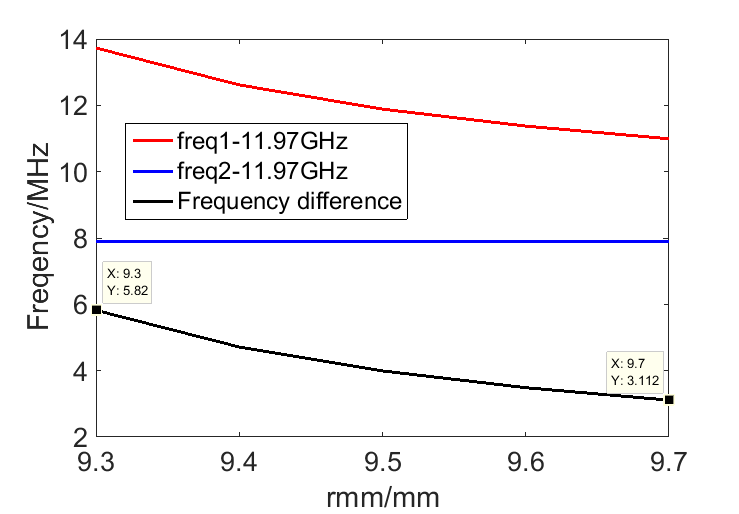 14
12
10
8
6
4
2
Freqency/MHz
freq1-11.97GHz
freq2-11.97GHz
Frequency difference
X: 9.3
Y: 5.82
X: 9.7
Y: 3.112
9.3 9.4 9.5 9.6 9.7
rmm/mm